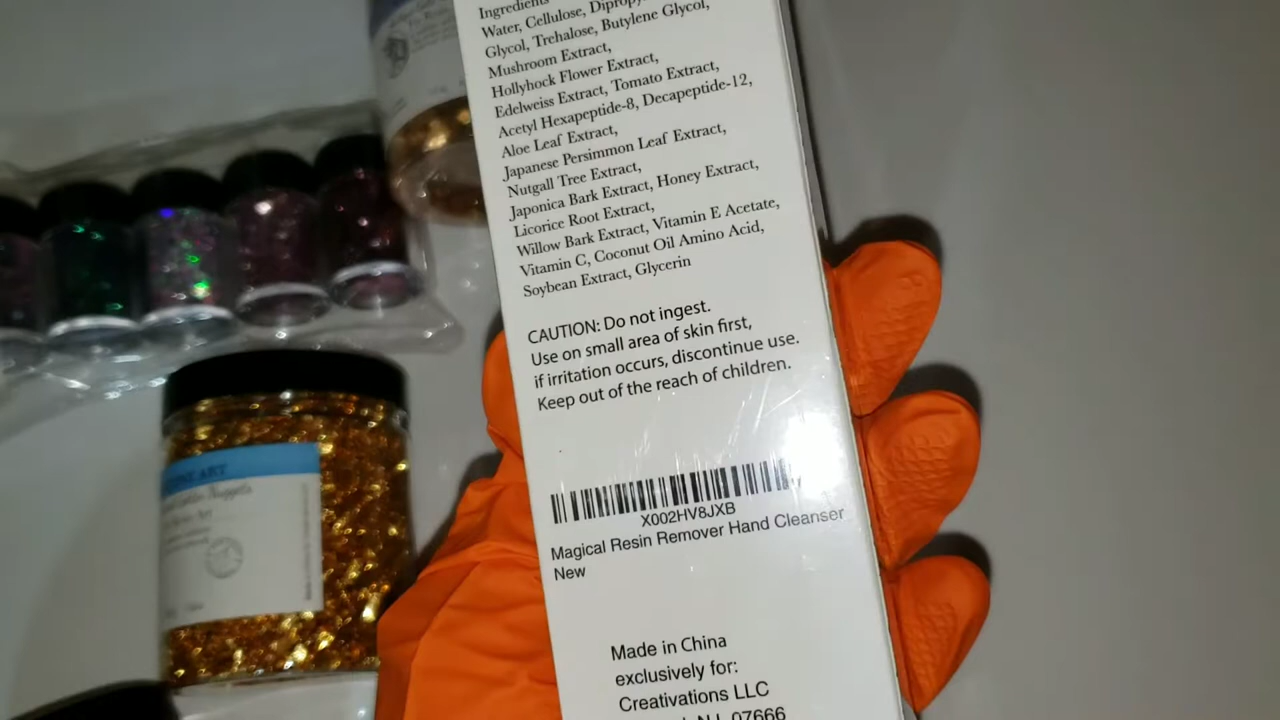 Ingredients
Water, Cellulose,
Glycol, Trehalose, Butylene Glycol,
Mushroom Extract,
Hollyhock Flower Extract,
Edelweiss Extract, Tomato Extract,
Acetyl Hexapeptide-8, Decapeptide-12,
Aloe Leaf Extract,
Japanese Persimmon Leaf Extract,
Nutgall Tree Extract,
Japonica Bark Extract, Honey Extract,
Licorice Root Extract,
Willow Bark Extract, Vitamin E Acetate,
Vitamin C, Coconut Oil Amino Acid,
Soybean Extract, Glycerin
CAUTION: Do not ingest.
Use on small area of skin first,
if irritation occurs, discontinue use.
Keep out of the reach of children.
X002HV8JXB
Magical Resin Remover Hand Cleanser
New
Made in China
exclusively for:
Creativations LLC
07666
ART